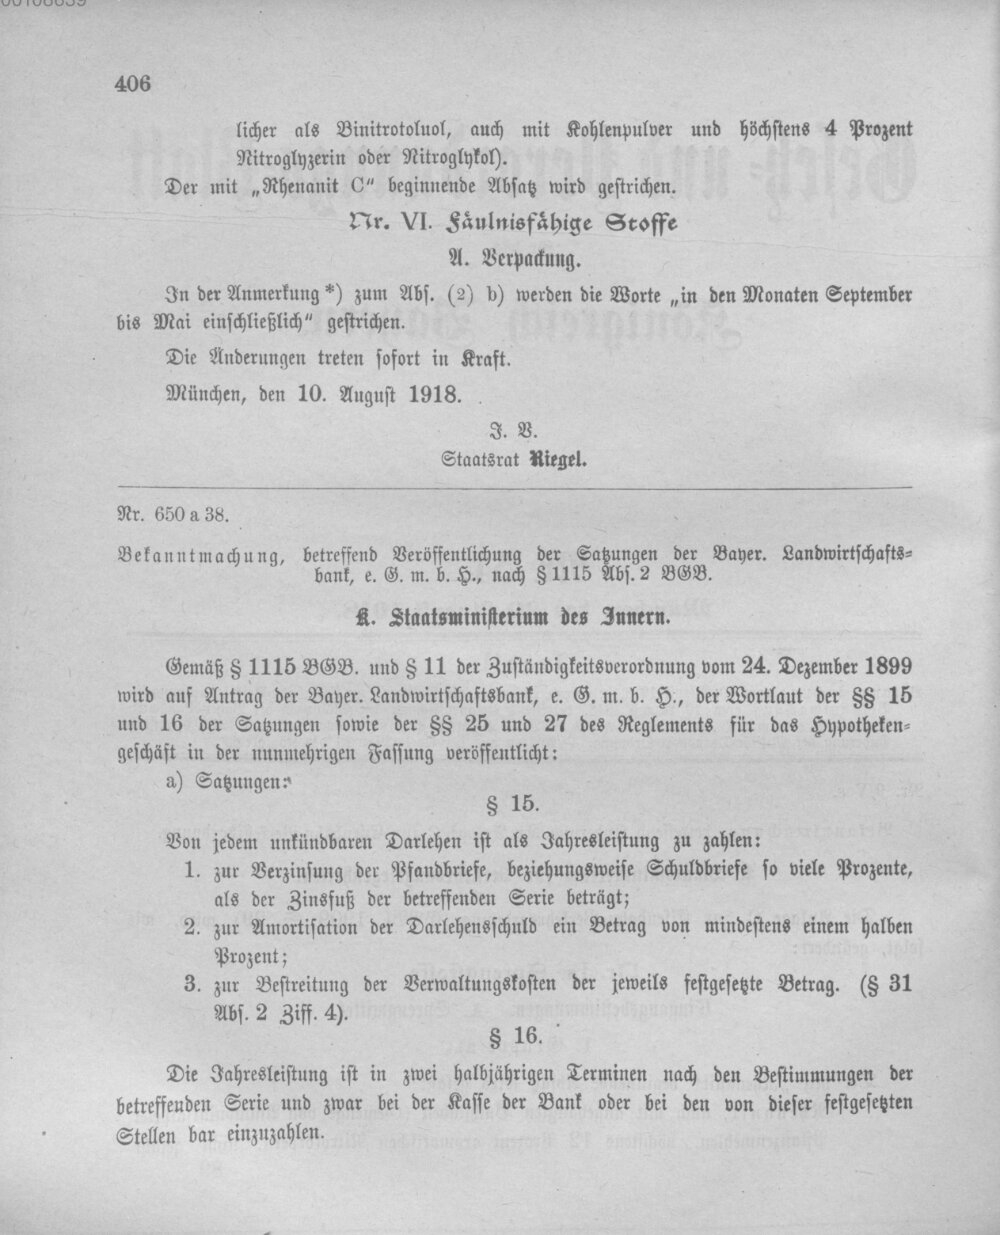 406
licher als Binitrotoluol, auch mit Kohlenpulver und höchstens 4 Prozent
Nitroglyzerin oder Nitroglykol).
Der mit „Rhenanit C“ beginnende Absatz wird gestrichen.
Nr. VI. Fäulnisfähige Stoffe
A. Verpackung.
In der Anmerkung *) zum Abs. (2) b) werden die Worte „in den Monaten September
bis Mai einschließlich“ gestrichen.
Die Änderungen treten sofort in Kraft.
München, den 10. August 1918.
J. V.
Staatsrat Riegel.
Nr. 650 a 38.
Bekanntmachung, betreffend Veröffentlichung der Satzungen der Bayer. Landwirtschafts-
bank, e. G. m. b. H., nach § 1115 Abs. 2 BGB.
K. Staatsministerium des Innern.
Gemäß § 1115 BGB. und § 11 der Zuständigkeitsverordnung vom 24. Dezember 1899
wird auf Antrag der Bayer. Landwirtschaftsbank, e. G. m. b. H., der Wortlaut der §§ 15
und 16 der Satzungen sowie der §§ 25 und 27 des Reglements für das Hypotheken-
geschäft in der nunmehrigen Fassung veröffentlicht:
a) Satzungen:
§ 15.
Von jedem unkündbaren Darlehen ist als Jahresleistung zu zahlen:
1. zur Verzinsung der Pfandbriefe, beziehungsweise Schuldbriefe so viele Prozente,
als der Zinsfuß der betreffenden Serie beträgt;
2. zur Amortisation der Darlehensschuld ein Betrag von mindestens einem halben
Prozent;
3. zur Bestreitung der Verwaltungskosten der jeweils festgesetzte Betrag. (§ 31
Abs. 2 Ziff. 4).
§ 16.
Die Jahresleistung ist in zwei halbjährigen Terminen nach den Bestimmungen der
betreffenden Serie und zwar bei der Kasse der Bank oder bei den von dieser festgesetzten
Stellen bar einzuzahlen.